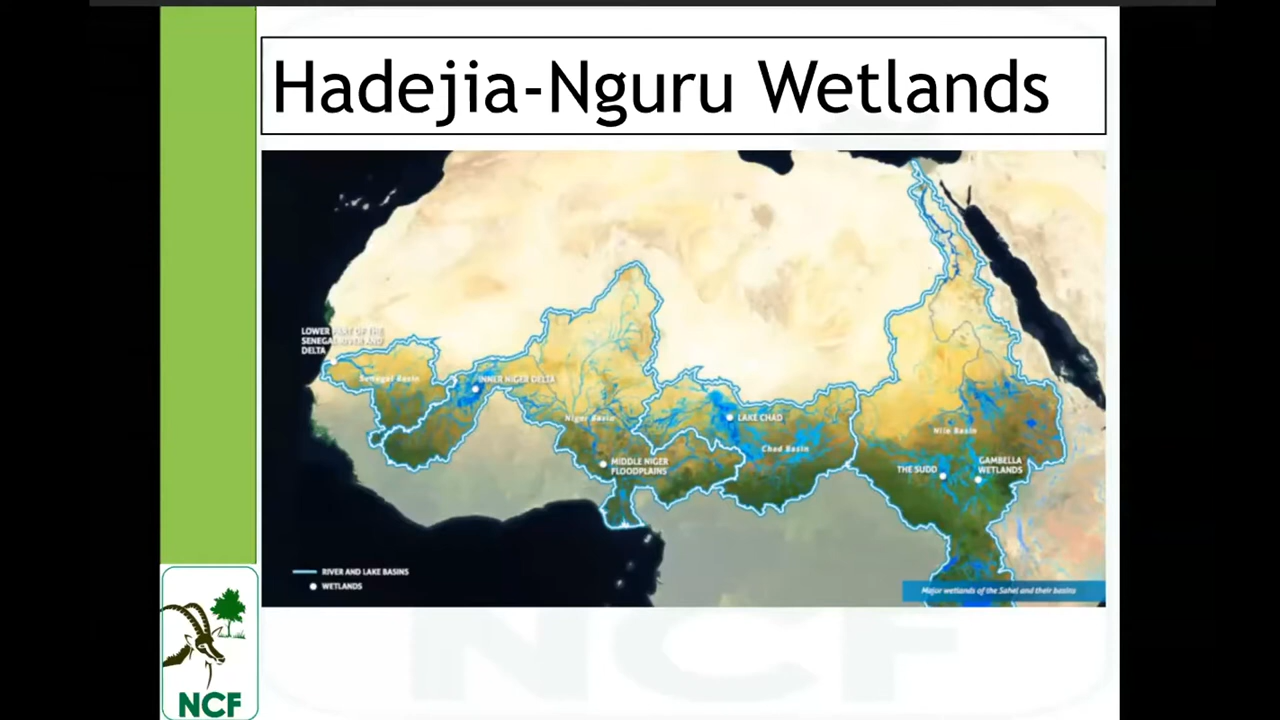 Hadejia-Nguru Wetlands
LOWER PART OF THE
SENEGAL RIVER AND
DELTA
Senegal Basin
INNER NIGER DELTA
Niger Basin
LAKE CHAD
Chad Basin
MIDDLE NIGER
FLOODPLAINS
Nile Basin
THE SUDD
GAMBELLA
WETLANDS
RIVER AND LAKE BASINS
WETLANDS
Major wetlands of the Sahel and their basins
NCF
NCF